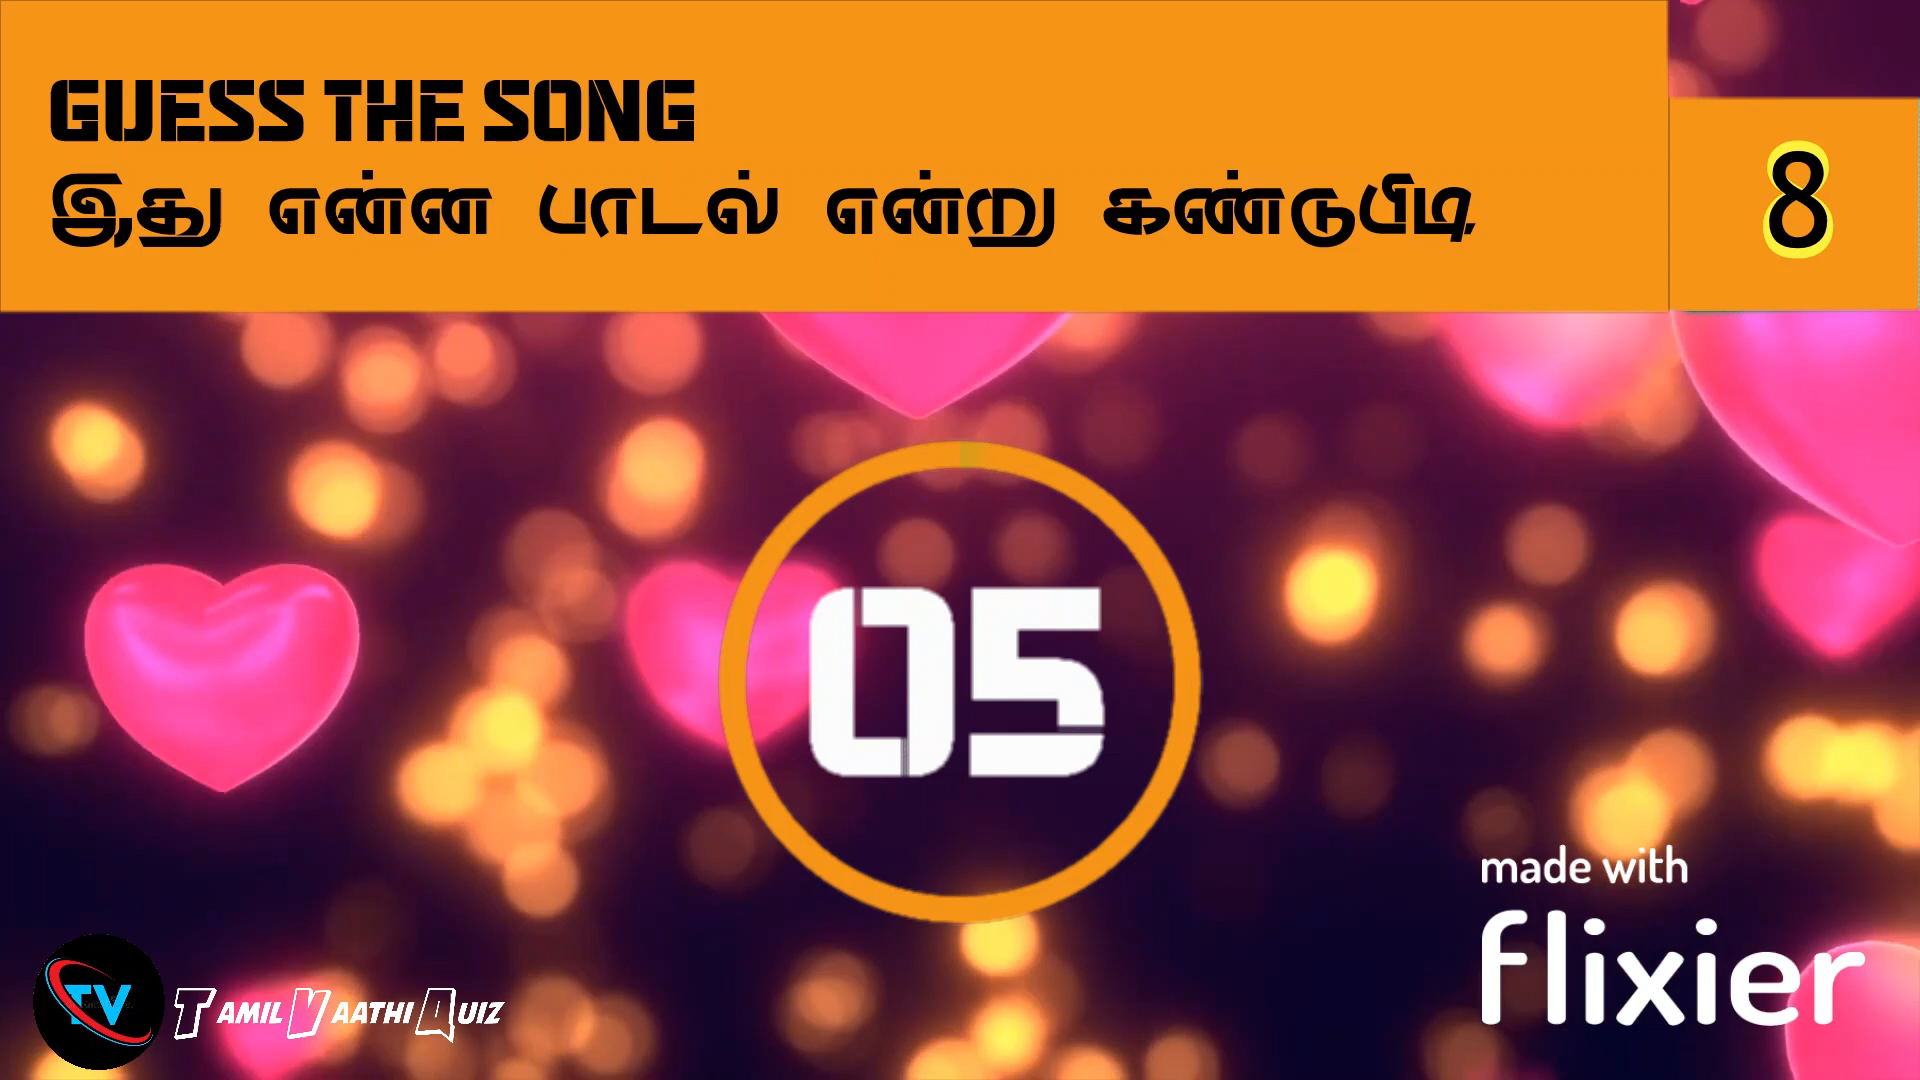 GUESS THE SONG
இது என்ன பாடல் என்று கண்டுபிடி
8
05
made with
flixier
TV
TAMIL VAATHI QUIZ